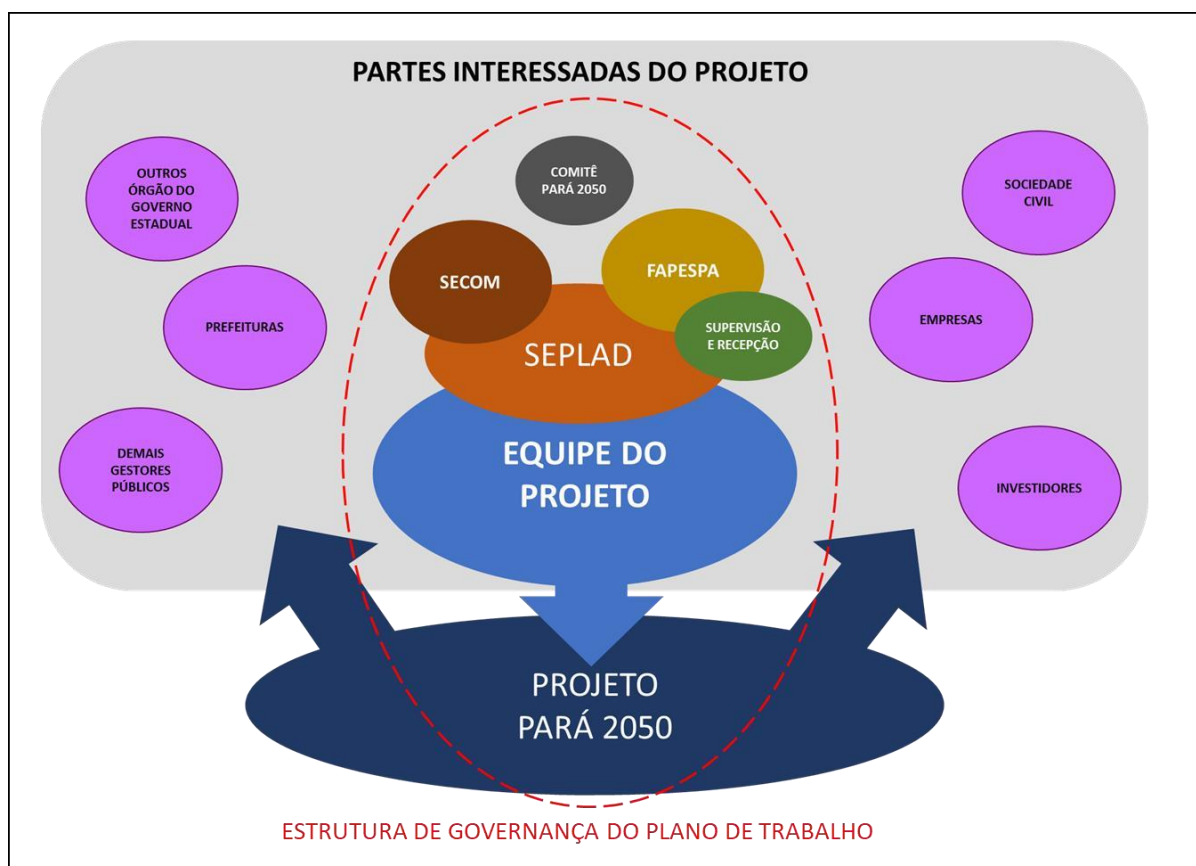 PARTES INTERESSADAS DO PROJETO
OUTROS
ÓRGÃO DO
GOVERNO
ESTADUAL
PREFEITURAS
DEMAIS
GESTORES
PÚBLICOS
COMITÊ
PARÁ 2050
SECOM
FAPESPA
SUPERVISÃO
E RECEPÇÃO
SEPLAD
EQUIPE DO
PROJETO
SOCIEDADE
CIVIL
EMPRESAS
INVESTIDORES
PROJETO
PARÁ 2050
ESTRUTURA DE GOVERNANÇA DO PLANO DE TRABALHO